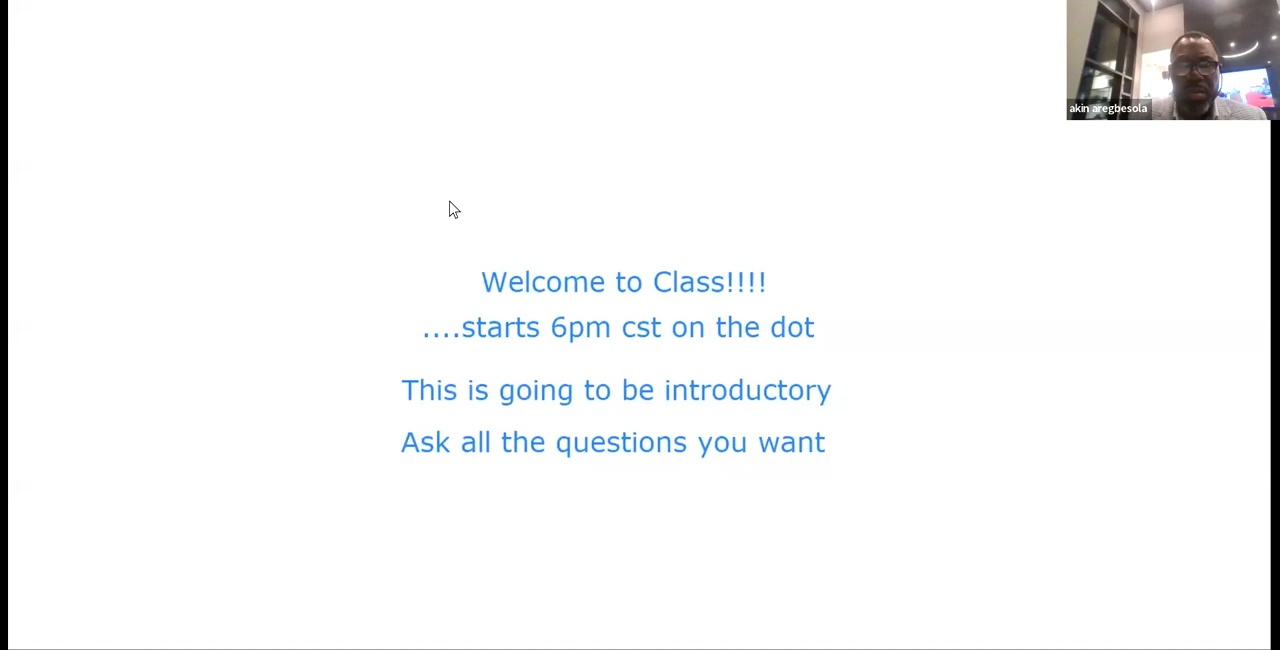 akin aregbesola
Welcome to Class!!!!
....starts 6pm cst on the dot
This is going to be introductory
Ask all the questions you want